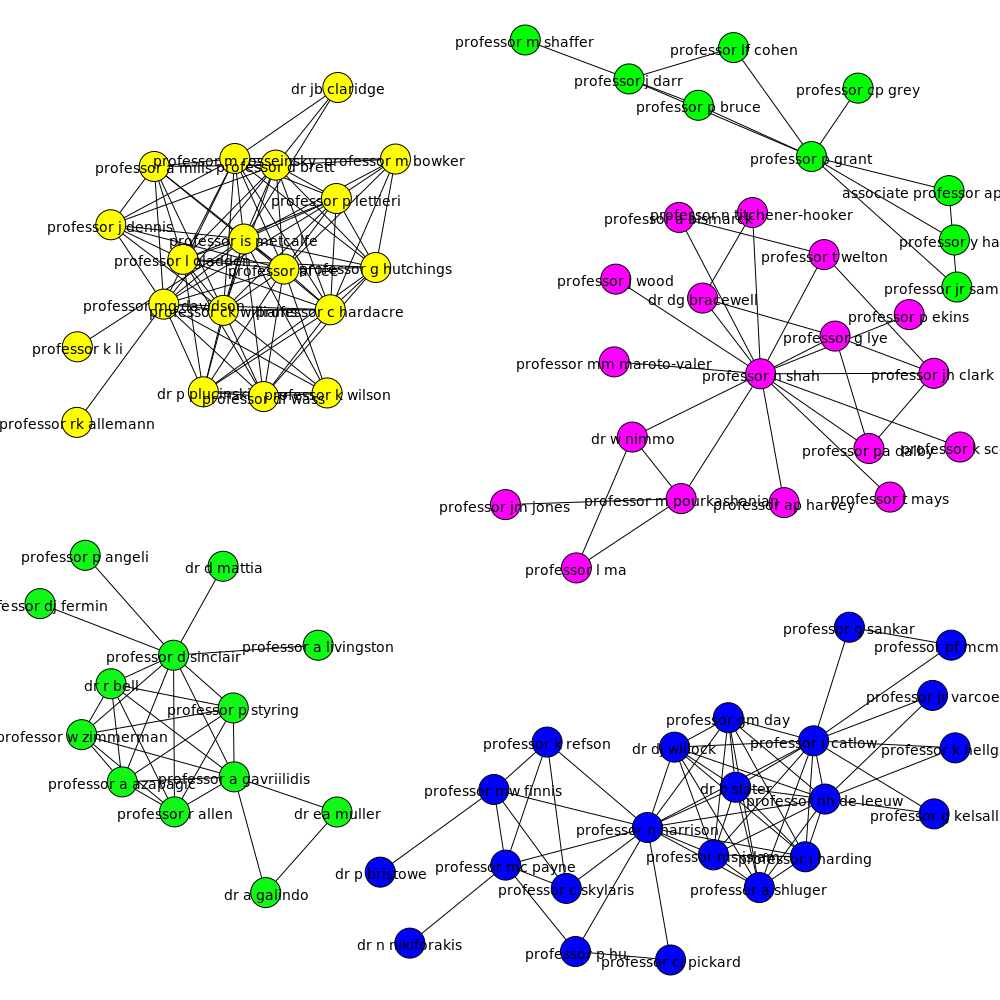 professor m shaffer
professor lf cohen
professor j darr
dr jb claridge
professor cp grey
professor p bruce
professor p grant
professor m rosseinsky
professor m bowker
professor a mills
professor d brett
associate professor ap
professor p lettieri
professor a bismarck
professor n titchener-hooker
professor j dennis
professor is metcalfe
professor y ha
professor t welton
professor l gladden
professor g hutchings
professor wood
dr dg bracewell
professor jr sam
professor mg davidson
professor ck williams
professor c hardacre
professor p ekins
professor g lye
professor k li
professor mm maroto-valer
professor n shah
professor jh clark
dr p plucinski
professor df wass
professor k wilson
professor rk allemann
dr w nimmo
professor pa dalby
professor k sc
professor jm jones
professor m pourkashanian
professor ap harvey
professor t mays
professor p angeli
dr d mattia
professor l ma
fessor dj fermin
professor g sankar
professor d sinclair
professor a livingston
professor pf mcm
dr r bell
professor jr varcoe
professor p styring
professor gm day
professor w zimmerman
professor k refson
dr dj willock
professor r catlow
professor k hellg
professor a azapagic
professor a gavriilidis
professor mw finnis
dr b slater
professor nh de leeuw
professor r allen
dr ea muller
professor n harrison
professor d kelsall
professor j harding
dr p bristowe
professor mc payne
professor c skylaris
professor a shluger
dr a galindo
dr n nikiforakis
professor p hu
professor cj pickard